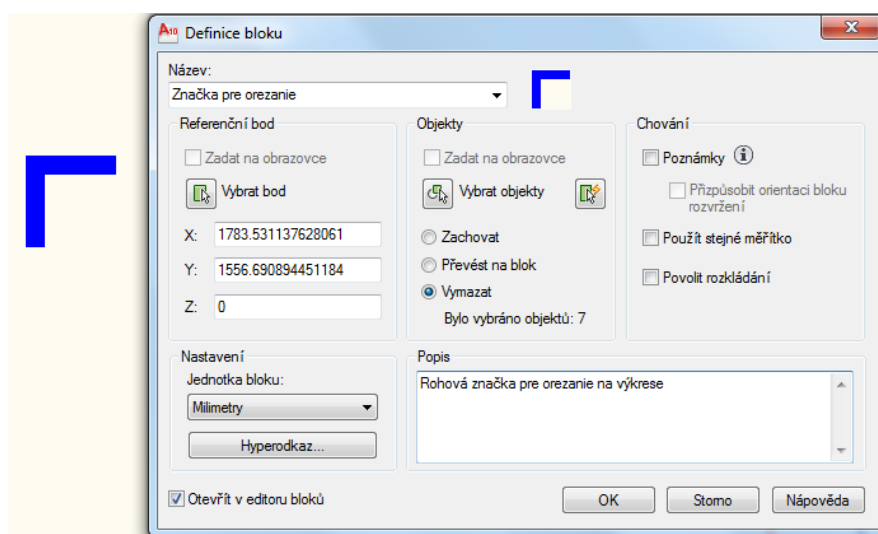 A10 Definice bloku
Název:
Značka pre orezanie
Referenční bod
Zadat na obrazovce
Vybrat bod
X: 1783.531137628061
Y: 1556.690894451184
Z: 0
Objekty
Zadat na obrazovce
Vybrat objekty
Zachovat
Převést na blok
Vymazat
Bylo vybráno objektů: 7
Chování
Poznámky i
Přizpůsobit orientaci bloku
rozvržení
Použít stejné měřítko
Povolit rozkládání
Nastavení
Jednotka bloku:
Milimetry
Hyperodkaz...
Popis
Rohová značka pre orezanie na výkrese
Otevřít v editoru bloků
OK
Storno
Nápověda